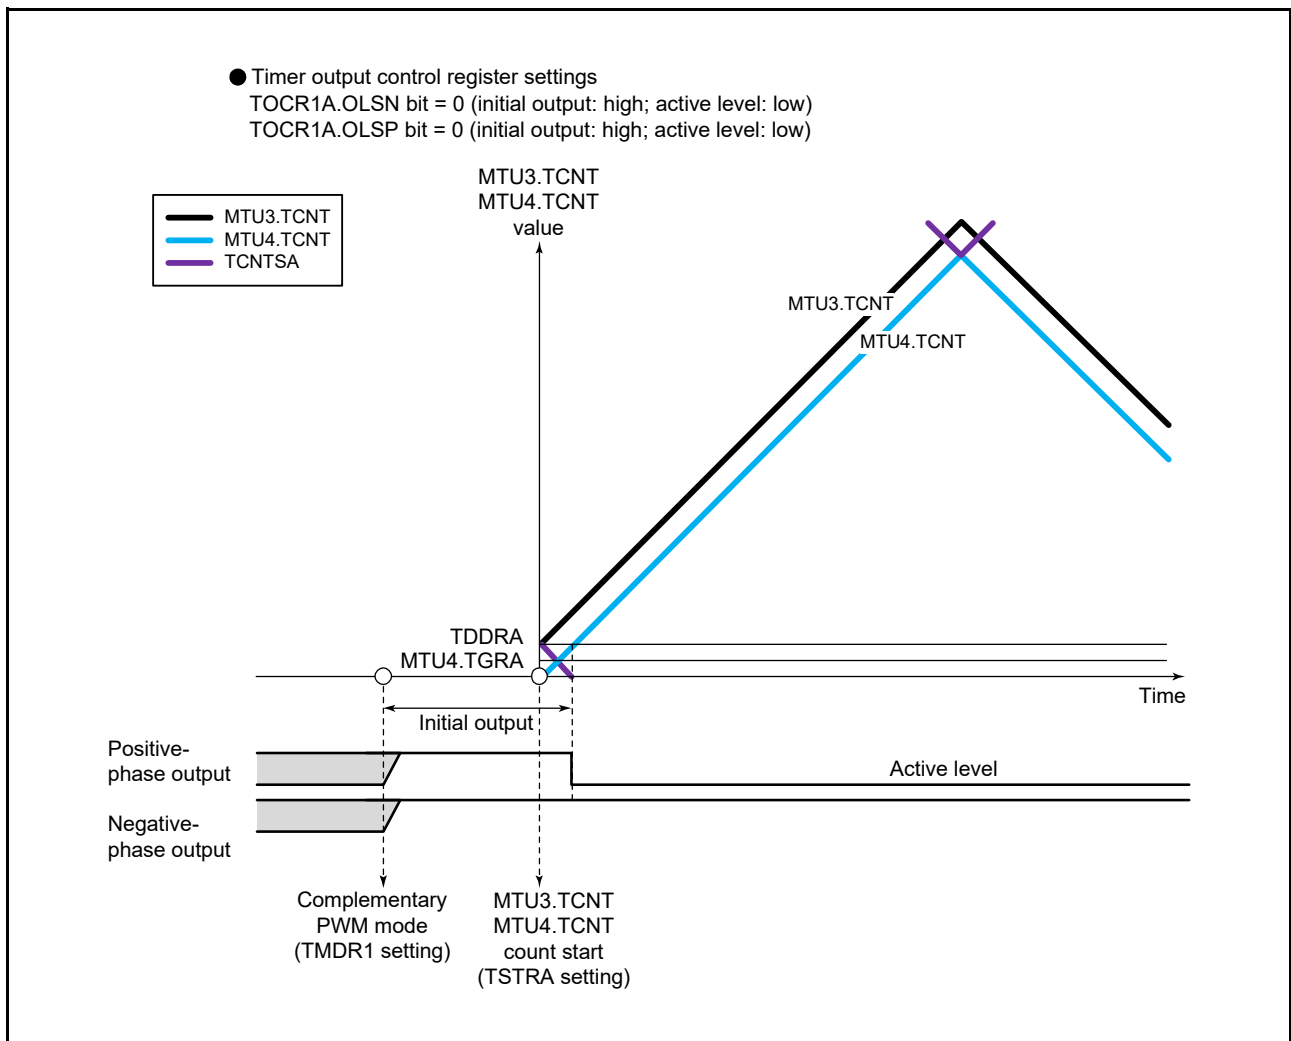 ● Timer output control register settings
TOCR1A.OLSN bit = 0 (initial output: high; active level: low)
TOCR1A.OLSP bit = 0 (initial output: high; active level: low)
MTU3.TCNT
MTU4.TCNT
value
MTU3.TCNT
MTU4.TCNT
TCNTSA
MTU3.TCNT
MTU4.TCNT
TDDRA
MTU4.TGRA
Time
Initial output
Positive-
phase output
Active level
Negative-
phase output
Complementary
PWM mode
(TMDR1 setting)
MTU3.TCNT
MTU4.TCNT
count start
(TSTRA setting)